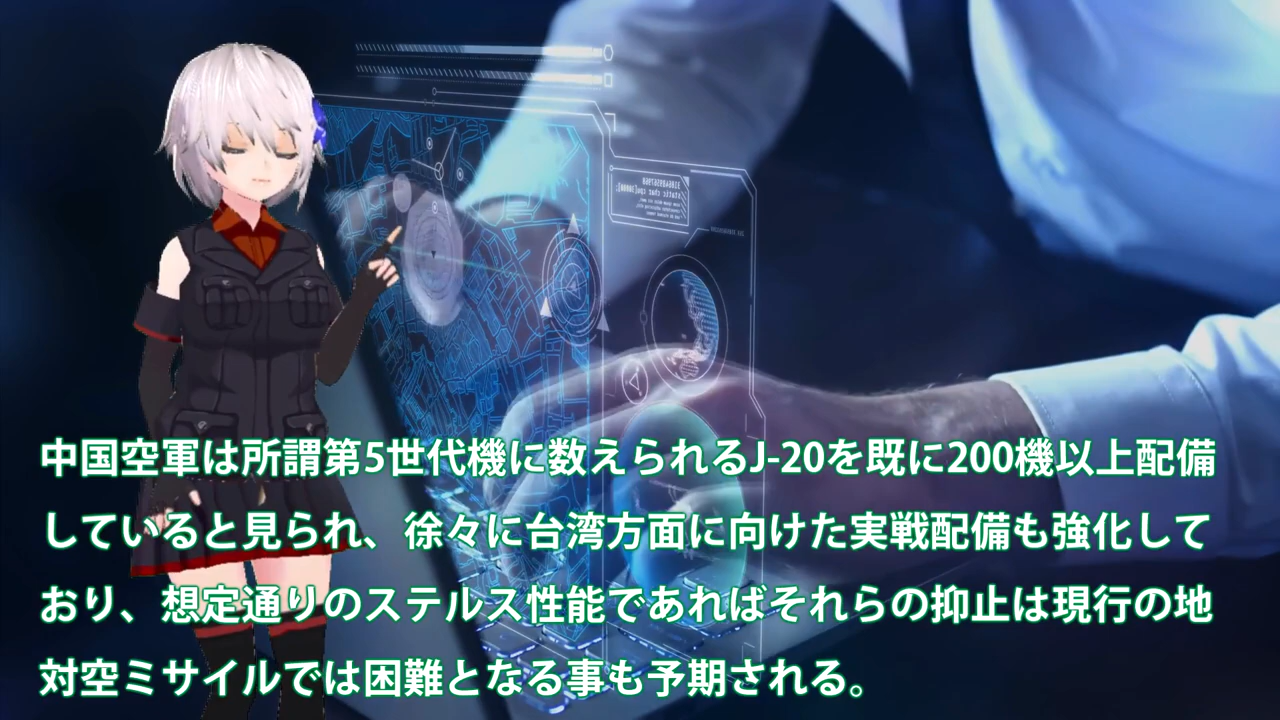 中国空軍は所謂第5世代機に数えられるJ-20を既に200機以上配備
していると見られ、徐々に台湾方面に向けた実戦配備も強化して
おり、想定通りのステルス性能であればそれらの抑止は現行の地
対空ミサイルでは困難となる事も予期される。